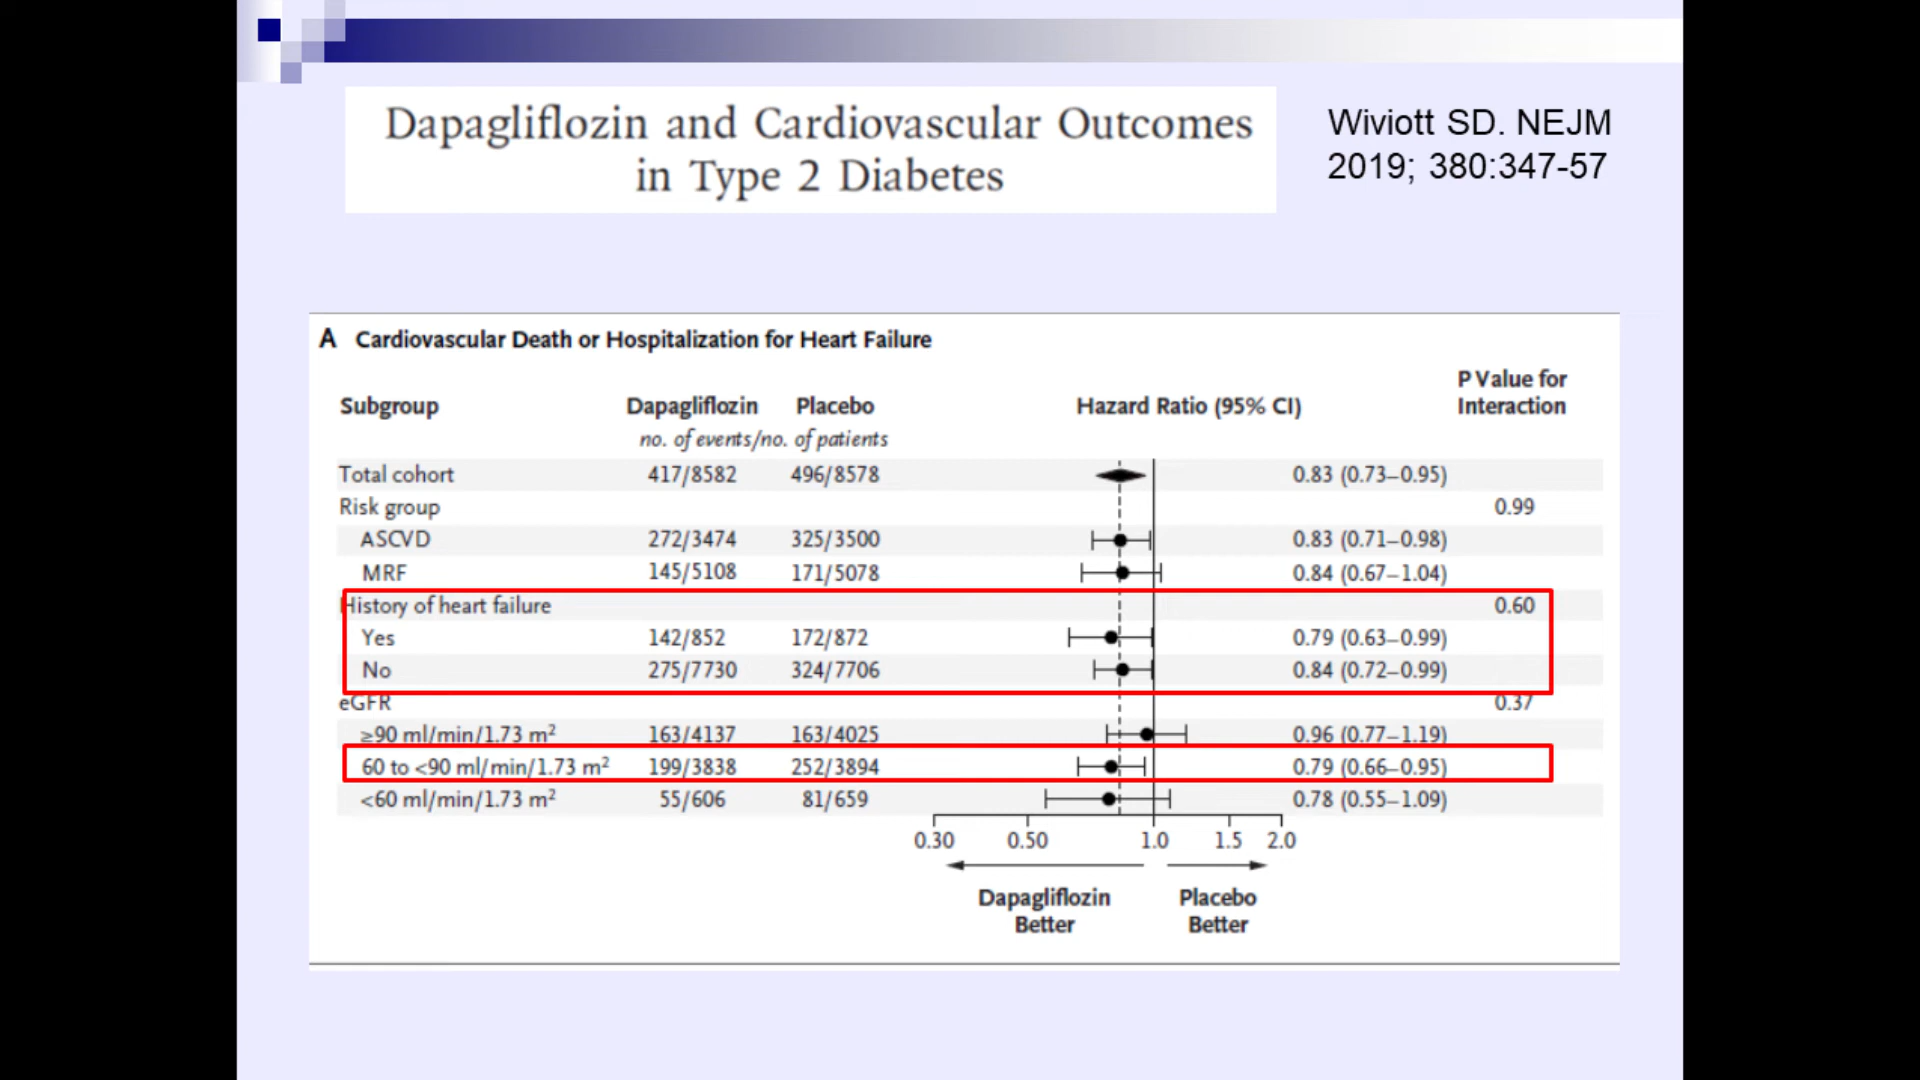 Dapagliflozin and Cardiovascular Outcomes
in Type 2 Diabetes
Wiviott SD. NEJM
2019; 380:347-57
A Cardiovascular Death or Hospitalization for Heart Failure
Subgroup Dapagliflozin Placebo Hazard Ratio (95% CI) P Value for Interaction
no. of events/no. of patients
Total cohort 417/8582 496/8578 0.83 (0.73–0.95)
Risk group 0.99
ASCVD 272/3474 325/3500 0.83 (0.71–0.98)
MRF 145/5108 171/5078 0.84 (0.67–1.04)
History of heart failure 0.60
Yes 142/852 172/872 0.79 (0.63–0.99)
No 275/7730 324/7706 0.84 (0.72–0.99)
eGFR 0.37
≥90 ml/min/1.73 m² 163/4137 163/4025 0.96 (0.77–1.19)
60 to <90 ml/min/1.73 m² 199/3838 252/3894 0.79 (0.66–0.95)
<60 ml/min/1.73 m² 55/606 81/659 0.78 (0.55–1.09)
0.30 0.50 1.0 1.5 2.0
Dapagliflozin Better Placebo Better